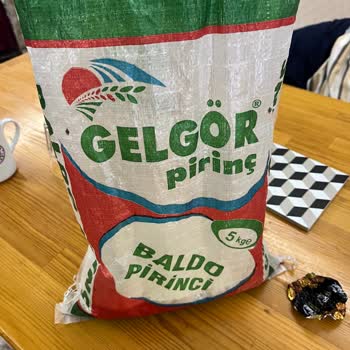 GELGÖR®
pirinç
5 kg e
BALDO
PİRİNCİ